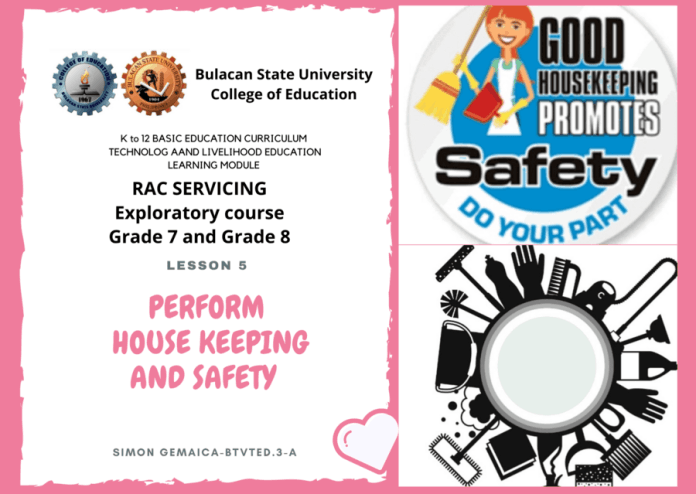 Bulacan State University
College of Education
K to 12 BASIC EDUCATION CURRICULUM
TECHNOLOG AAND LIVELIHOOD EDUCATION
LEARNING MODULE
RAC SERVICING
Exploratory course
Grade 7 and Grade 8
LESSON 5
PERFORM
HOUSE KEEPING
AND SAFETY
SIMON GEMAICA-BTVTED.3-A
GOOD
HOUSEKEEPING
PROMOTES
Safety
DO YOUR PART